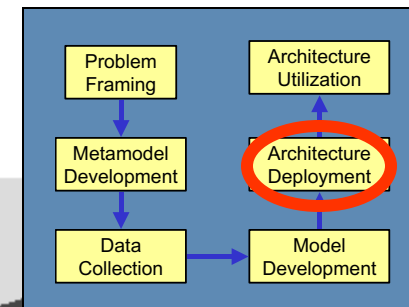 Problem
Framing
Metamodel
Development
Data
Collection
Model
Development
Architecture
Deployment
Architecture
Utilization